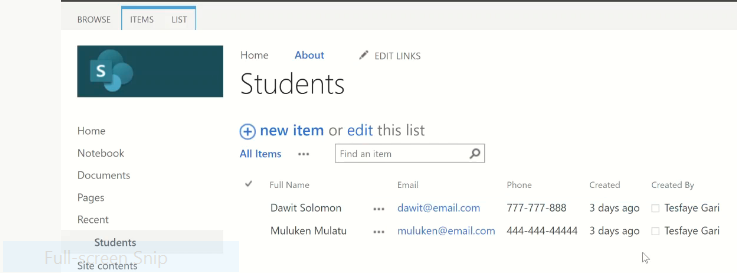 BROWSE ITEMS LIST
S
Home About EDIT LINKS
Students
new item or edit this list
All Items ••• Find an item
Full Name Email Phone Created Created By
Dawit Solomon ••• dawit@email.com 777-777-888 3 days ago Tesfaye Gari
Muluken Mulatu ••• muluken@email.com 444-444-44444 3 days ago Tesfaye Gari
Home
Notebook
Documents
Pages
Recent
Students
Full-screen Snip
Site contents